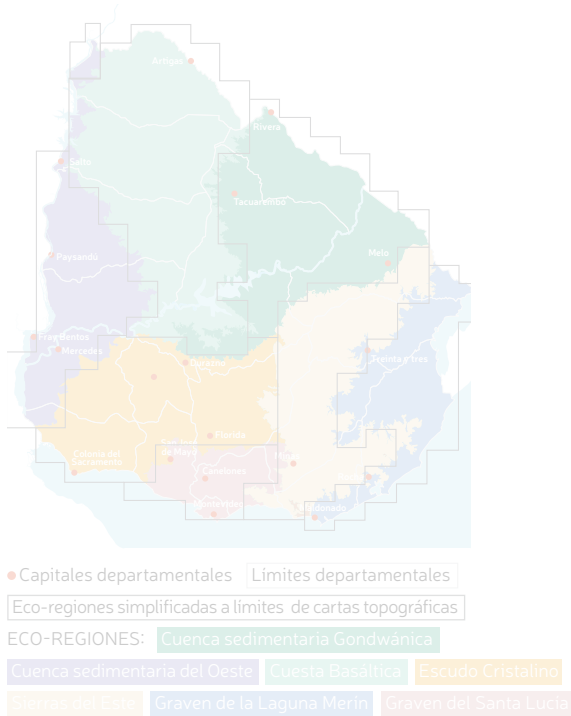 Artigas
Rivera
Salto
Tacuarembó
Melo
Paysandú
Fray Bentos
Mercedes
Treinta y Tres
Durazno
Florida
San José
de Mayo
Colonia del
Sacramento
Minas
Canelones
Rocha
Montevideo
Maldonado
Capitales departamentales Límites departamentales
Eco-regiones simplificadas a límites de cartas topográficas
ECO-REGIONES: Cuenca sedimentaria Gondwánica
Cuenca sedimentaria del Oeste Cuesta Basáltica Escudo Cristalino
Sierras del Este Graven de la Laguna Merin Graven del Santa Lucía